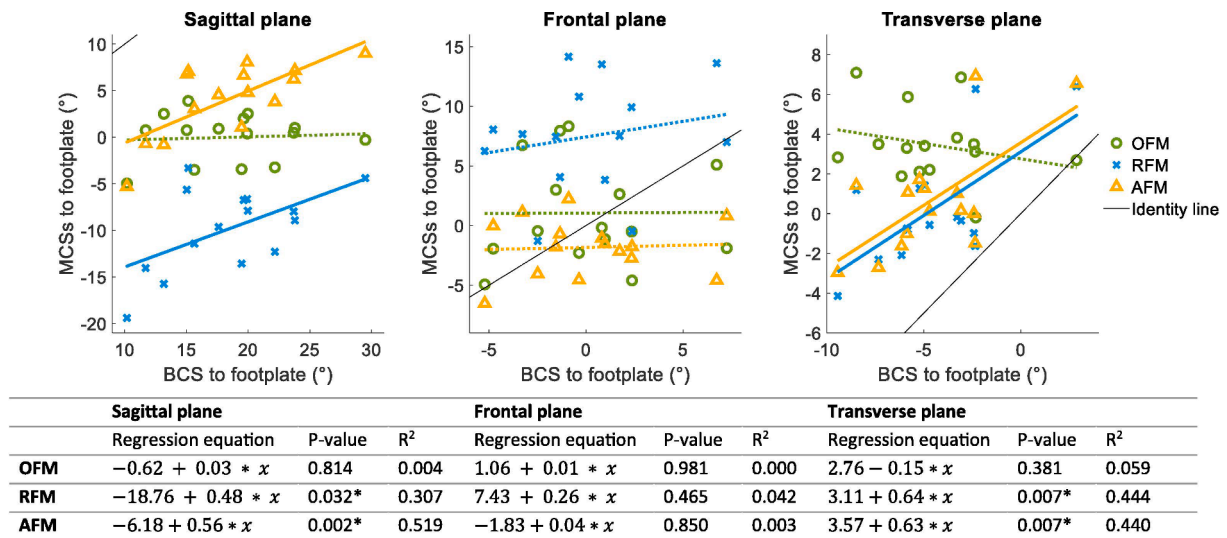 Sagittal plane
Frontal plane
Transverse plane
10
5
0
-5
-10
-15
-20
MCSs to footplate (°)
10 15 20 25 30
BCS to footplate (°)
15
10
5
0
-5
MCSs to footplate (°)
-5 0 5
BCS to footplate (°)
8
6
4
2
0
-2
-4
-6
MCSs to footplate (°)
-10 -5 0
BCS to footplate (°)
OFM
RFM
AFM
Identity line
Sagittal plane Frontal plane Transverse plane
Regression equation P-value R² Regression equation P-value R² Regression equation P-value R²
OFM −0.62 + 0.03 * x 0.814 0.004 1.06 + 0.01 * x 0.981 0.000 2.76 − 0.15 * x 0.381 0.059
RFM −18.76 + 0.48 * x 0.032* 0.307 7.43 + 0.26 * x 0.465 0.042 3.11 + 0.64 * x 0.007* 0.444
AFM −6.18 + 0.56 * x 0.002* 0.519 −1.83 + 0.04 * x 0.850 0.003 3.57 + 0.63 * x 0.007* 0.440